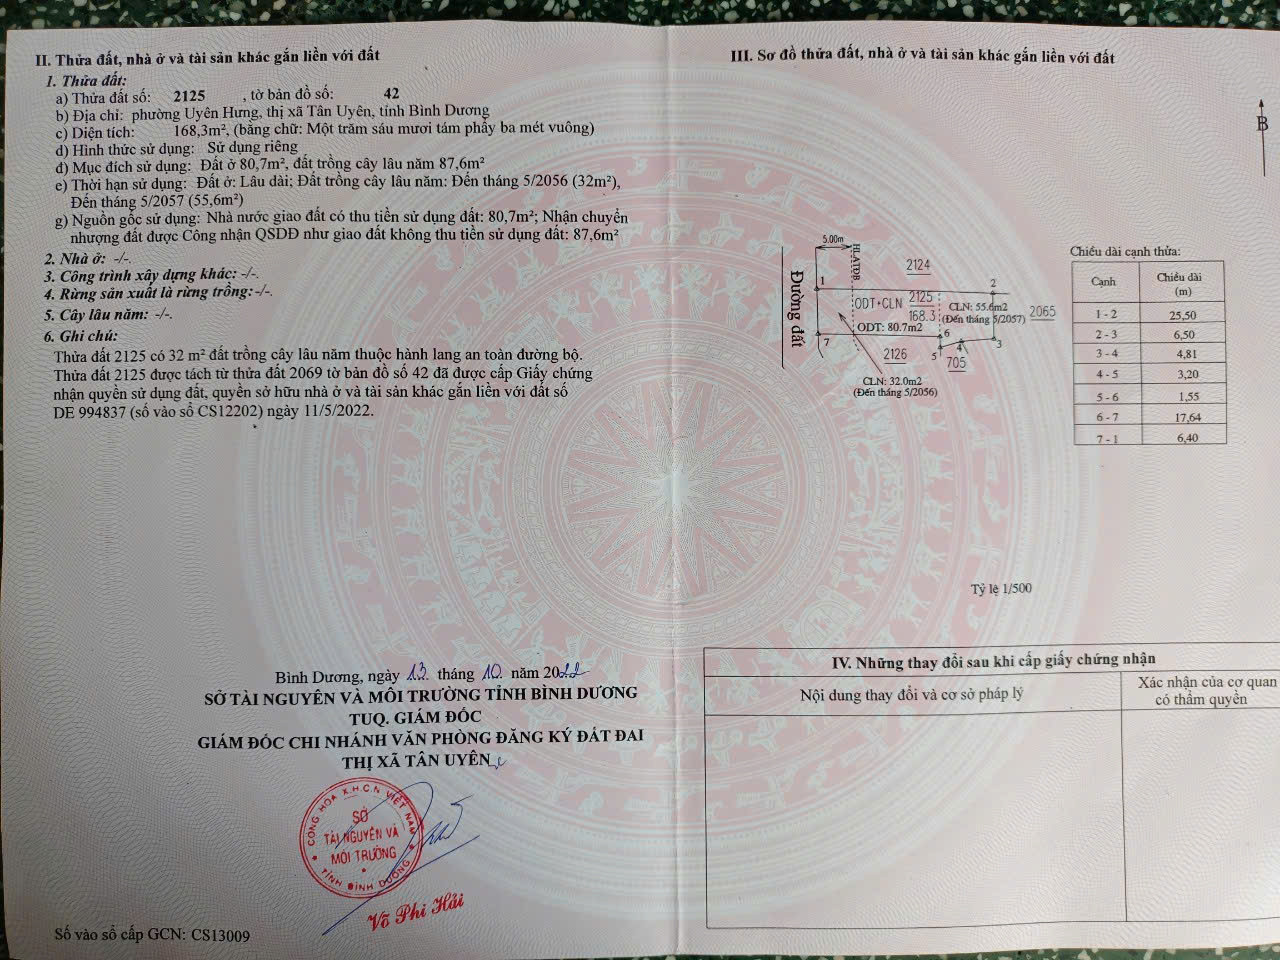 II. Thửa đất, nhà ở và tài sản khác gắn liền với đất
1. Thửa đất:
a) Thửa đất số: 2125 , tờ bản đồ số: 42
b) Địa chỉ: phường Uyên Hưng, thị xã Tân Uyên, tỉnh Bình Dương
c) Diện tích: 168,3m², (bằng chữ: Một trăm sáu mươi tám phẩy ba mét vuông)
d) Hình thức sử dụng: Sử dụng riêng
đ) Mục đích sử dụng: Đất ở 80,7m², đất trồng cây lâu năm 87,6m²
e) Thời hạn sử dụng: Đất ở: Lâu dài; Đất trồng cây lâu năm: Đến tháng 5/2056 (32m²),
Đến tháng 5/2057 (55,6m²)
g) Nguồn gốc sử dụng: Nhà nước giao đất có thu tiền sử dụng đất: 80,7m²; Nhận chuyển
nhượng đất được Công nhận QSDĐ như giao đất không thu tiền sử dụng đất: 87,6m²
2. Nhà ở: -/-.
3. Công trình xây dựng khác: -/-.
4. Rừng sản xuất là rừng trồng:-/-.
5. Cây lâu năm: -/-.
6. Ghi chú:
Thửa đất 2125 có 32 m² đất trồng cây lâu năm thuộc hành lang an toàn đường bộ.
Thửa đất 2125 được tách từ thửa đất 2069 tờ bản đồ số 42 đã được cấp Giấy chứng
nhận quyền sử dụng đất, quyền sở hữu nhà ở và tài sản khác gắn liền với đất số
DE 994837 (số vào sổ CS12202) ngày 11/5/2022.
Bình Dương, ngày 13 tháng 10 năm 2022
SỞ TÀI NGUYÊN VÀ MÔI TRƯỜNG TỈNH BÌNH DƯƠNG
TUQ. GIÁM ĐỐC
GIÁM ĐỐC CHI NHÁNH VĂN PHÒNG ĐĂNG KÝ ĐẤT ĐAI
THỊ XÃ TÂN UYÊN
CỘNG HÒA X.H.C.N VIỆT NAM
SỞ
TÀI NGUYÊN VÀ
MÔI TRƯỜNG
TỈNH BÌNH DƯƠNG
Võ Phi Hải
Số vào sổ cấp GCN: CS13009
III. Sơ đồ thửa đất, nhà ở và tài sản khác gắn liền với đất
B
5.00m
HLATĐB
Đường đất
2124
1
2
ODT+CLN 2125
168.3
CLN: 55.6m2
(Đến tháng 5/2057)
2065
ODT: 80.7m2
7
6
5
4
3
2126
705
CLN: 32.0m2
(Đến tháng 5/2056)
Chiều dài cạnh thửa:
Cạnh Chiều dài
(m)
1 - 2 25,50
2 - 3 6,50
3 - 4 4,81
4 - 5 3,20
5 - 6 1,55
6 - 7 17,64
7 - 1 6,40
Tỷ lệ 1/500
IV. Những thay đổi sau khi cấp giấy chứng nhận
Nội dung thay đổi và cơ sở pháp lý
Xác nhận của cơ quan
có thẩm quyền